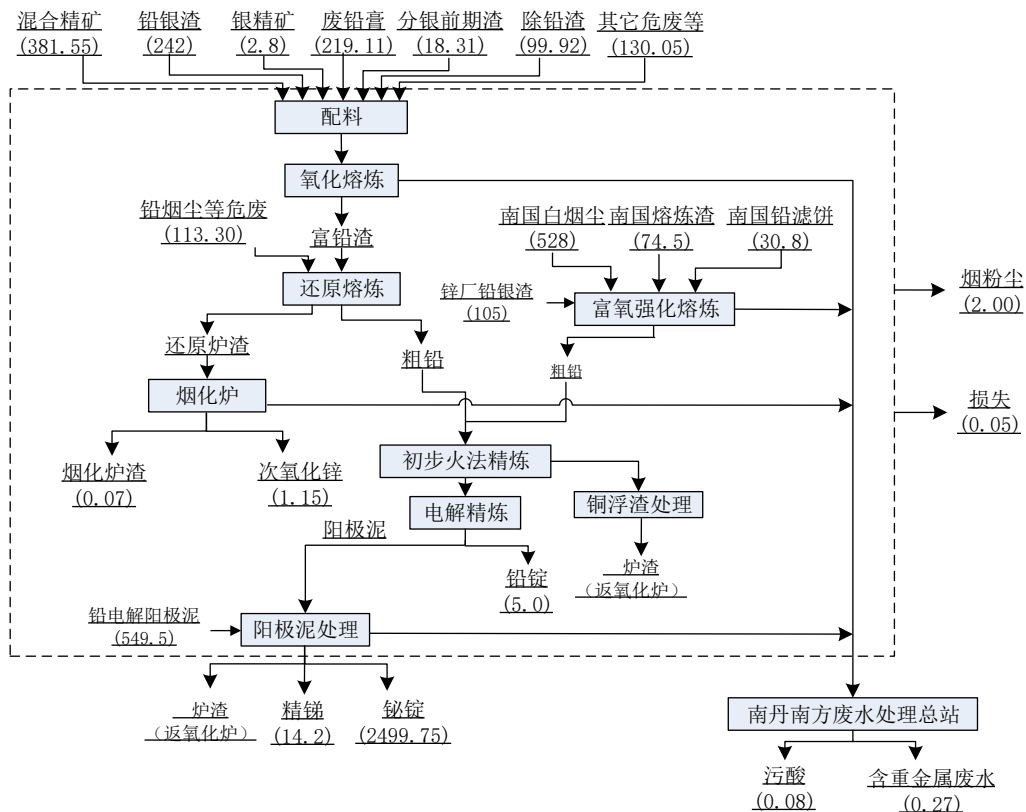 混合精矿 铅银渣 银精矿 废铅膏 分银前期渣 除铅渣 其它危废等
(381.55) (242) (2.8) (219.11) (18.31) (99.92) (130.05)
配料
氧化熔炼
铅烟尘等危废
(113.30)
富铅渣
南国白烟尘 南国熔炼渣 南国铅滤饼
(528) (74.5) (30.8)
还原熔炼
锌厂铅银渣
(105)
富氧强化熔炼
烟粉尘
(2.00)
还原炉渣
粗铅
粗铅
烟化炉
损失
(0.05)
烟化炉渣
(0.07)
次氧化锌
(1.15)
初步火法精炼
电解精炼
铜浮渣处理
阳极泥
铅锭
(5.0)
炉渣
(返氧化炉)
铅电解阳极泥
(549.5)
阳极泥处理
炉渣
(返氧化炉)
精锑
(14.2)
铋锭
(2499.75)
南丹南方废水处理总站
污酸
(0.08)
含重金属废水
(0.27)